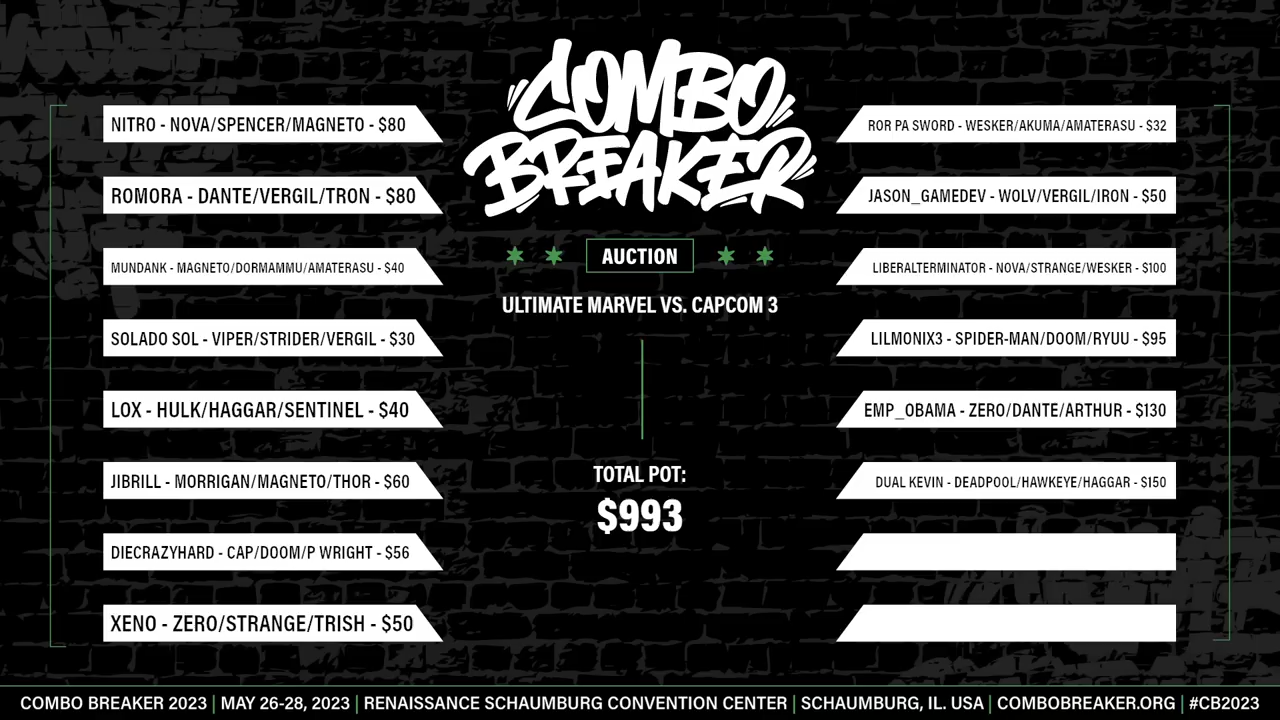 COMBO
BREAKER
AUCTION
ULTIMATE MARVEL VS. CAPCOM 3
TOTAL POT:
$993
NITRO - NOVA/SPENCER/MAGNETO - $80
ROMORA - DANTE/VERGIL/TRON - $80
MUNDANK - MAGNETO/DORMAMMU/AMATERASU - $40
SOLADO SOL - VIPER/STRIDER/VERGIL - $30
LOX - HULK/HAGGAR/SENTINEL - $40
JIBRILL - MORRIGAN/MAGNETO/THOR - $60
DIECRAZYHARD - CAP/DOOM/P WRIGHT - $56
XENO - ZERO/STRANGE/TRISH - $50
ROR PA SWORD - WESKER/AKUMA/AMATERASU - $32
JASON_GAMEDEV - WOLV/VERGIL/IRON - $50
LIBERALTERMINATOR - NOVA/STRANGE/WESKER - $100
LILMONIX3 - SPIDER-MAN/DOOM/RYUU - $95
EMP_OBAMA - ZERO/DANTE/ARTHUR - $130
DUAL KEVIN - DEADPOOL/HAWKEYE/HAGGAR - $150
COMBO BREAKER 2023 | MAY 26-28, 2023 | RENAISSANCE SCHAUMBURG CONVENTION CENTER | SCHAUMBURG, IL. USA | COMBOBREAKER.ORG | #CB2023